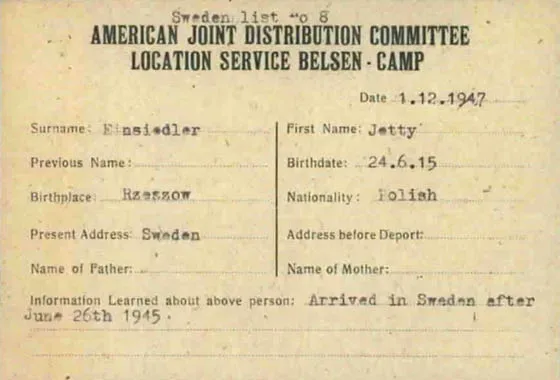 Sweden list No 8
AMERICAN JOINT DISTRIBUTION COMMITTEE
LOCATION SERVICE BELSEN - CAMP
Date 1.12.1947
Surname: Einsiedler
First Name: Jetty
Previous Name:
Birthdate: 24.6.15
Birthplace: Rzeszow
Nationality: Polish
Present Address: Sweden
Address before Deport:
Name of Father:
Name of Mother:
Information Learned about above person: Arrived in Sweden after
June 26th 1945.